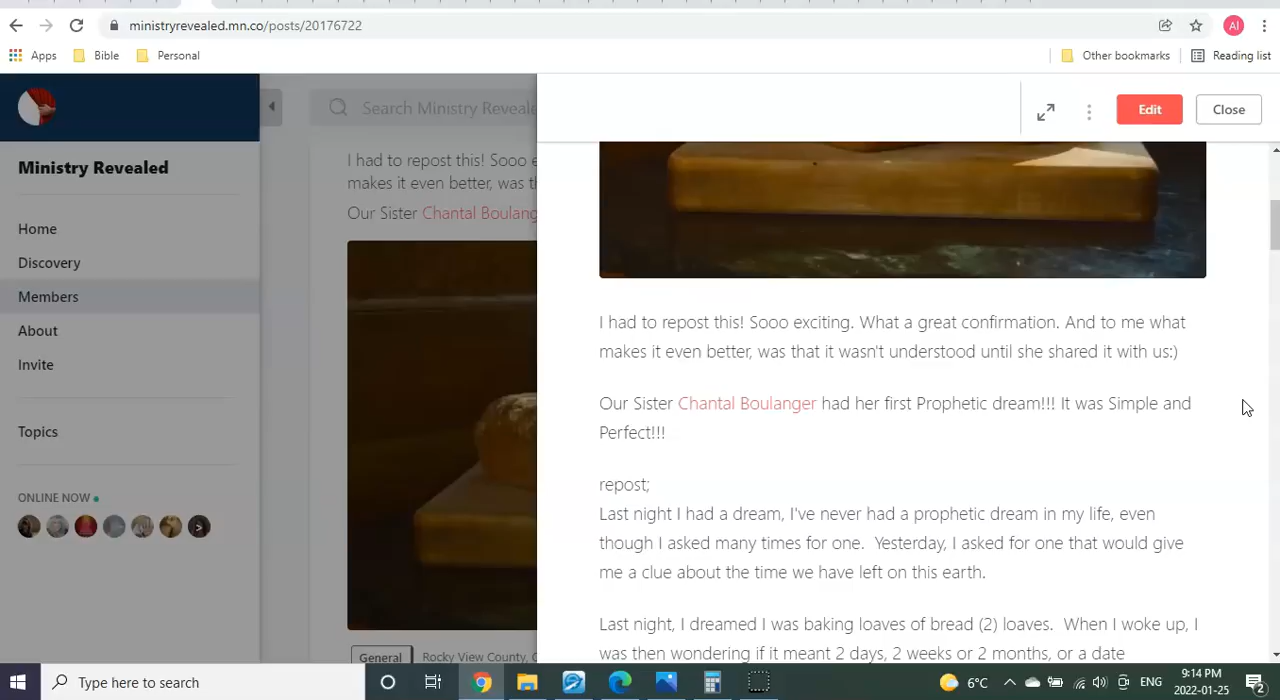 ministryrevealed.mn.co/posts/20176722
Al
Apps
Bible
Personal
Other bookmarks
Reading list
Search Ministry Reveale
Edit
Close
Ministry Revealed
Home
Discovery
Members
About
Invite
Topics
ONLINE NOW
I had to repost this! Sooo e
makes it even better, was th
Our Sister Chantal Boulang
General
Rocky View County, C
I had to repost this! Sooo exciting. What a great confirmation. And to me what
makes it even better, was that it wasn't understood until she shared it with us:)
Our Sister Chantal Boulanger had her first Prophetic dream!!! It was Simple and
Perfect!!!
repost;
Last night I had a dream, I've never had a prophetic dream in my life, even
though I asked many times for one. Yesterday, I asked for one that would give
me a clue about the time we have left on this earth.
Last night, I dreamed I was baking loaves of bread (2) loaves. When I woke up, I
was then wondering if it meant 2 days, 2 weeks or 2 months, or a date
Type here to search
6°C
ENG
9:14 PM
2022-01-25
2